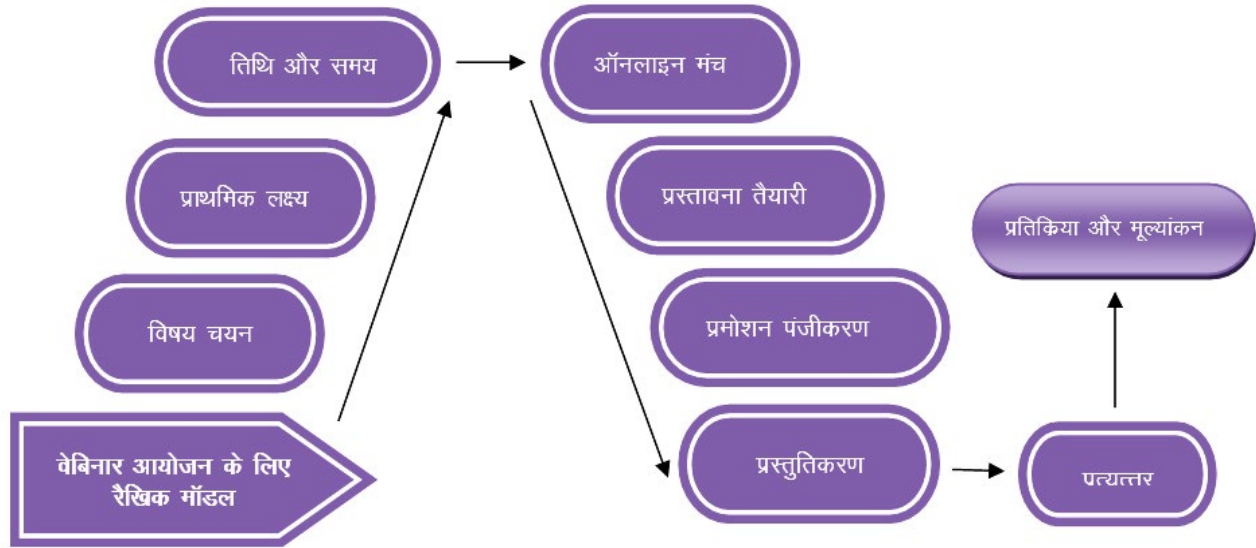 वेबिनार आयोजन के लिए
रैखिक मॉडल
विषय चयन
प्राथमिक लक्ष्य
तिथि और समय
ऑनलाइन मंच
प्रस्तावना तैयारी
प्रमोशन पंजीकरण
प्रस्तुतिकरण
प्रत्यत्तर
प्रतिक्रिया और मूल्यांकन